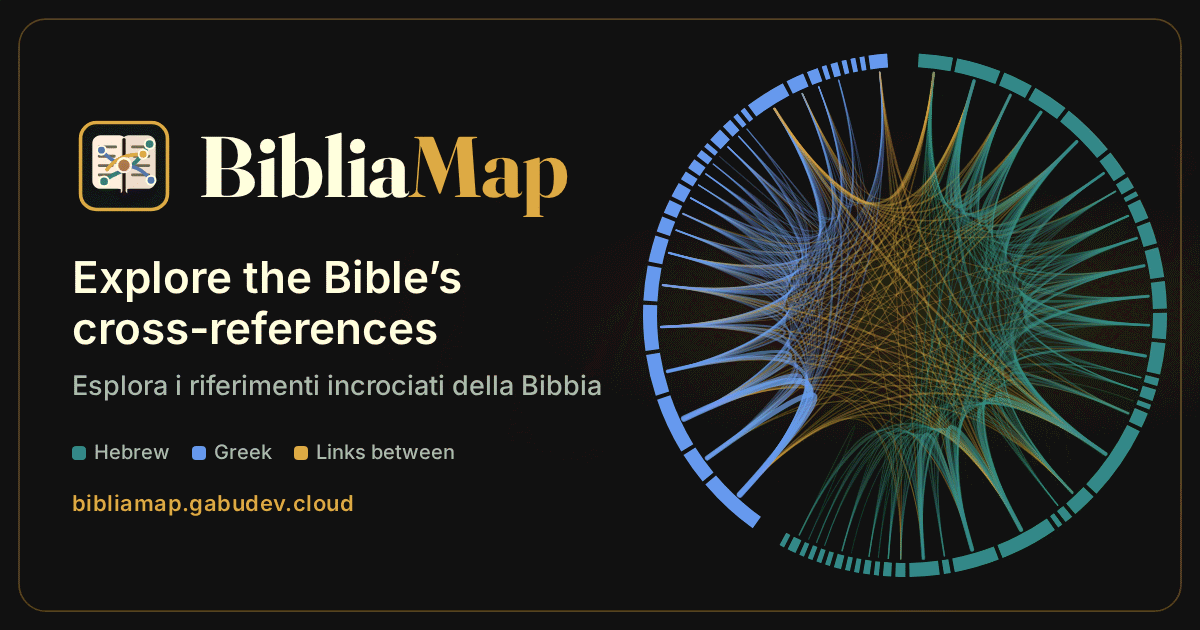 BibliaMap
Explore the Bible’s
cross-references
Esplora i riferimenti incrociati della Bibbia
Hebrew Greek Links between
bibliamap.gabudev.cloud